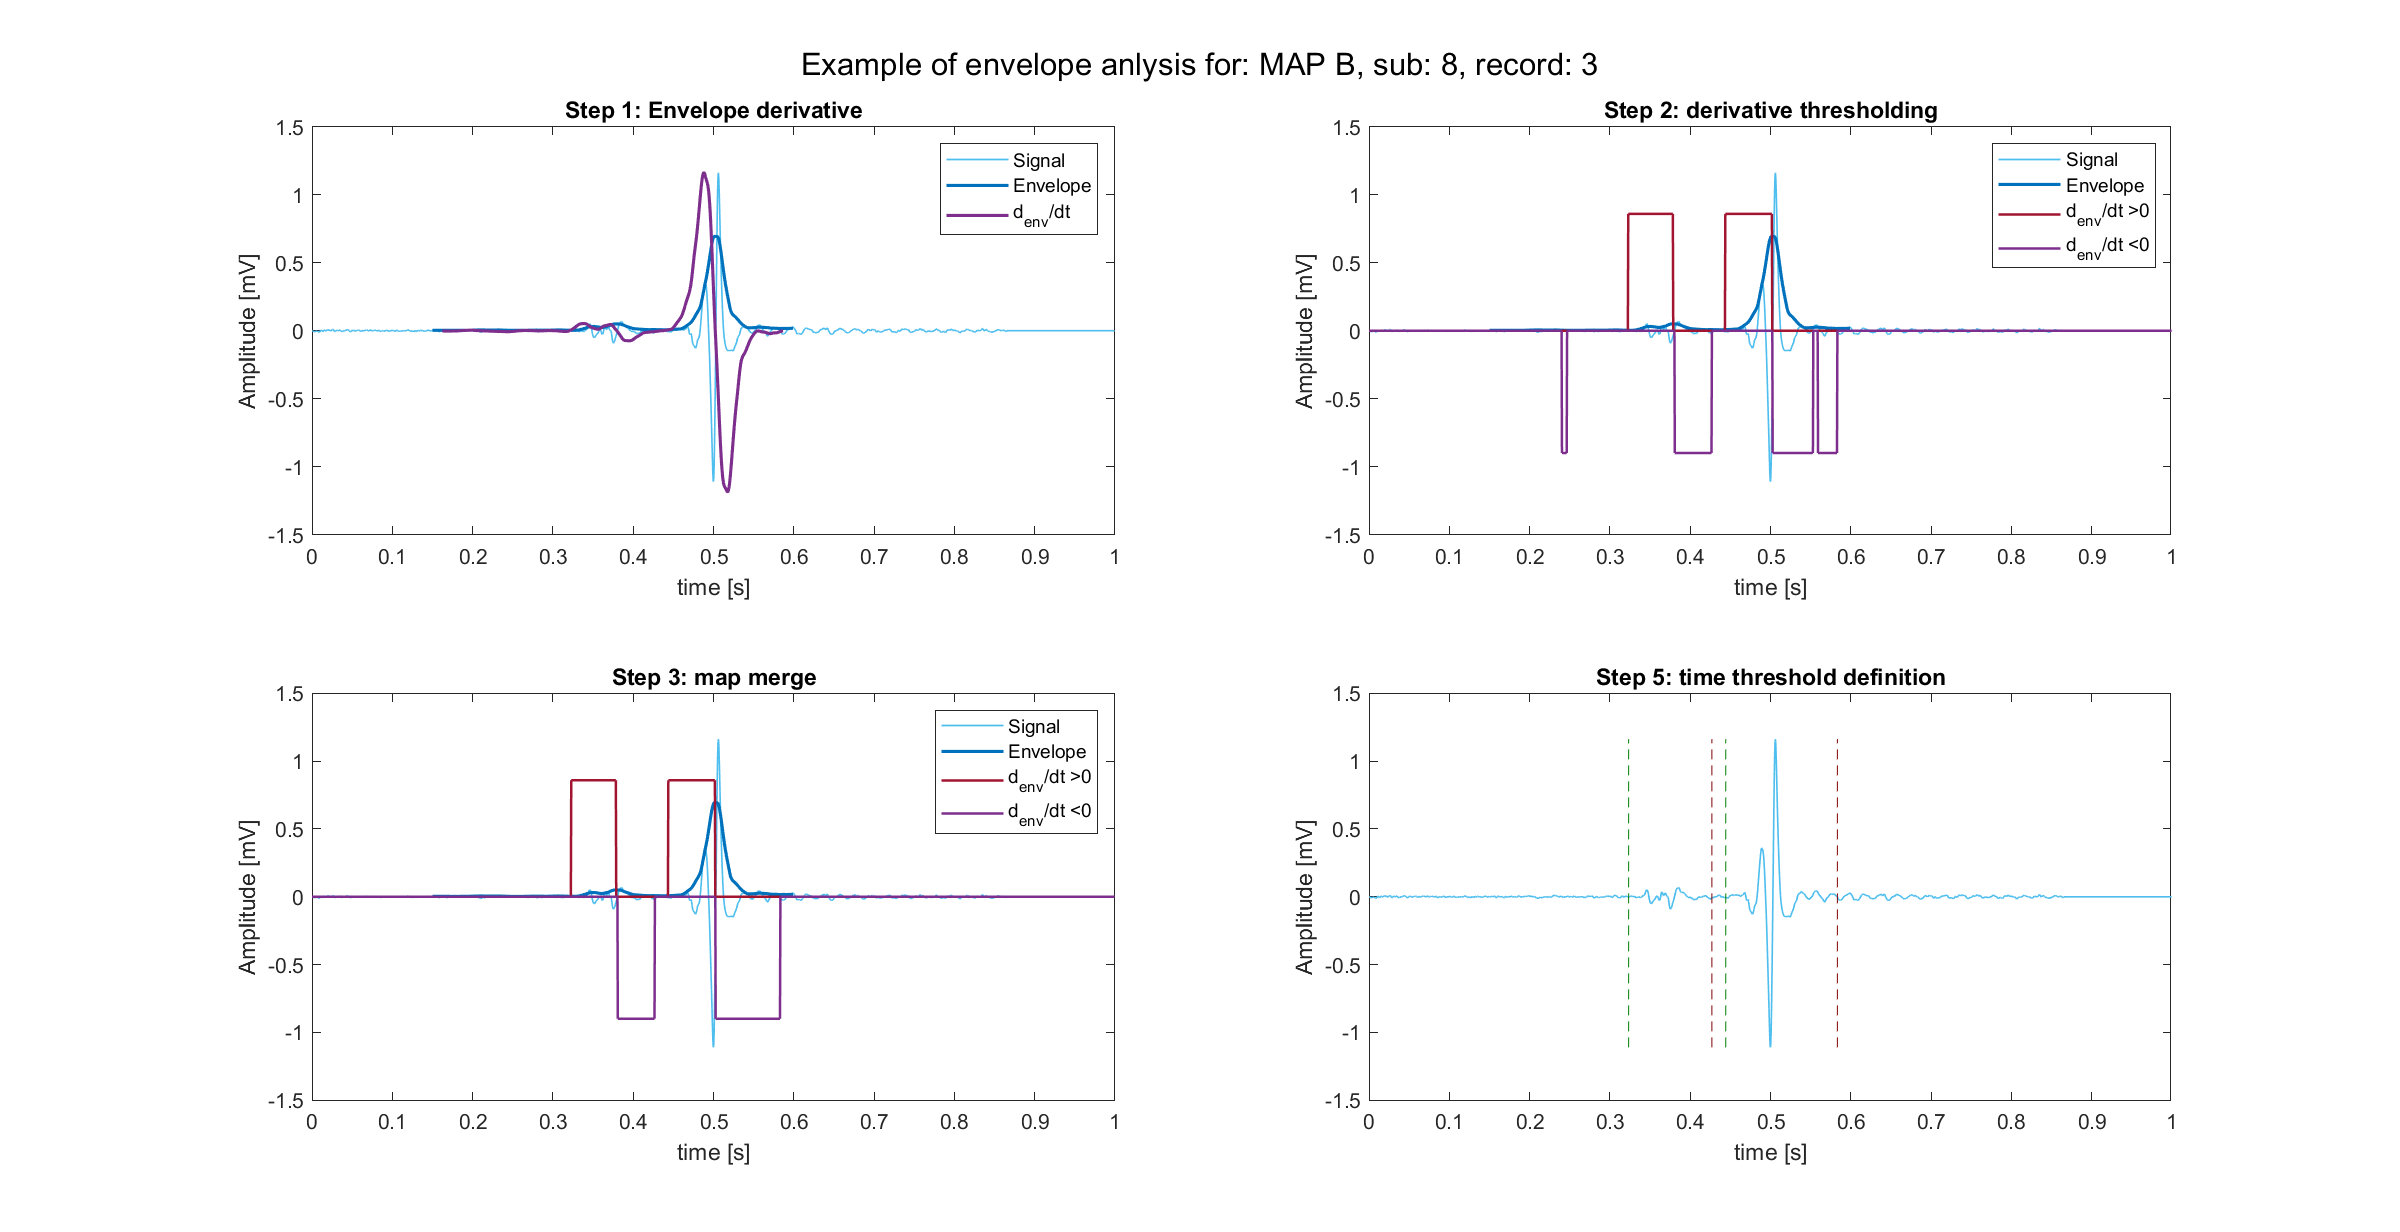 Example of envelope anlysis for: MAP B, sub: 8, record: 3
Step 1: Envelope derivative
1.5
1
0.5
0
-0.5
-1
-1.5
Amplitude [mV]
Signal
Envelope
d_env/dt
0 0.1 0.2 0.3 0.4 0.5 0.6 0.7 0.8 0.9 1
time [s]
Step 2: derivative thresholding
1.5
1
0.5
0
-0.5
-1
-1.5
Amplitude [mV]
Signal
Envelope
d_env/dt >0
d_env/dt <0
0 0.1 0.2 0.3 0.4 0.5 0.6 0.7 0.8 0.9 1
time [s]
Step 3: map merge
1.5
1
0.5
0
-0.5
-1
-1.5
Amplitude [mV]
Signal
Envelope
d_env/dt >0
d_env/dt <0
0 0.1 0.2 0.3 0.4 0.5 0.6 0.7 0.8 0.9 1
time [s]
Step 5: time threshold definition
1.5
1
0.5
0
-0.5
-1
-1.5
Amplitude [mV]
0 0.1 0.2 0.3 0.4 0.5 0.6 0.7 0.8 0.9 1
time [s]